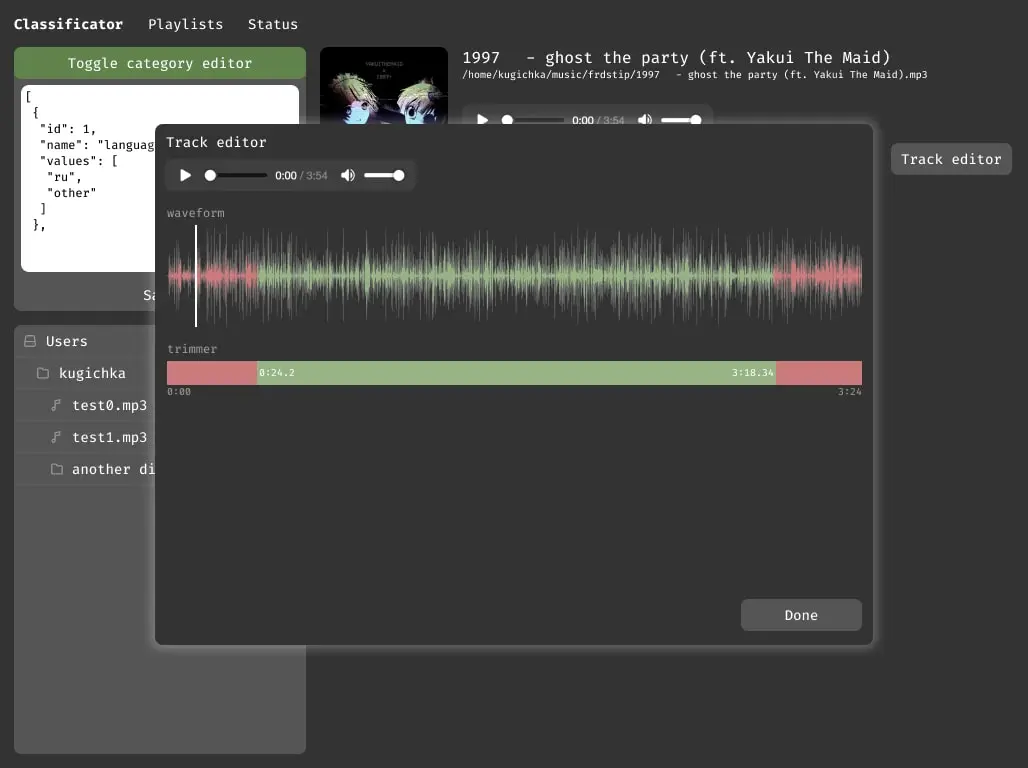 Classificator Playlists Status
Toggle category editor
[
{
"id": 1,
"name": "languag
"values": [
"ru",
"other"
]
},
Sa
Users
kugichka
test0.mp3
test1.mp3
another di
YAKUITHEMAID
X
1997!
1997 - ghost the party (ft. Yakui The Maid)
/home/kugichka/music/frdstip/1997 - ghost the party (ft. Yakui The Maid).mp3
0:00 / 3:54
Track editor
Track editor
0:00 / 3:54
waveform
trimmer
0:24.2 3:18.34
0:00 3:24
Done